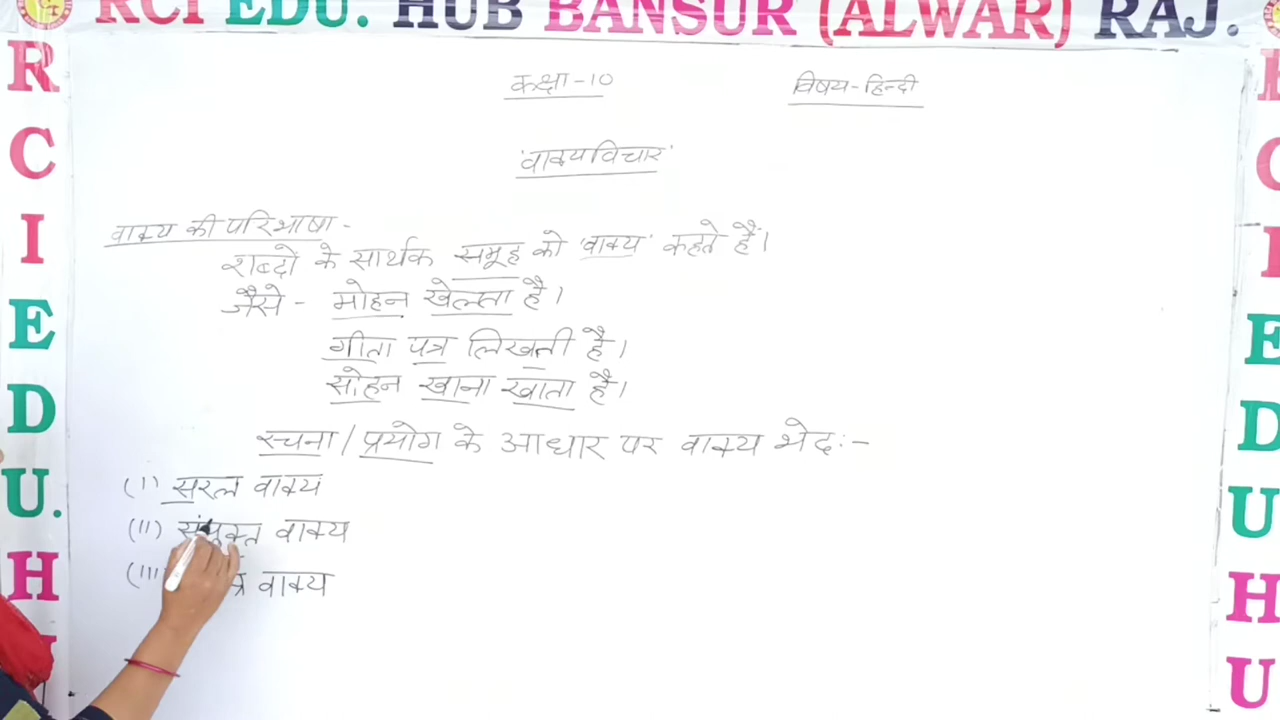 RCI EDU. HUB BANSUR (ALWAR) RAJ.
कक्षा-10
विषय-हिन्दी
'वाक्यविचार'
वाक्य की परिभाषा-
शब्दों के सार्थक समूह को 'वाक्य' कहते हैं।
जैसे - मोहन खेलता है।
गीता पत्र लिखती है।
सोहन खाना खाता है।
रचना/प्रयोग के आधार पर वाक्य भेद:-
(I) सरल वाक्य
(II) संयुक्त वाक्य
(III) वाक्य
R
C
I
E
D
U.
H
E
D
U
H
U